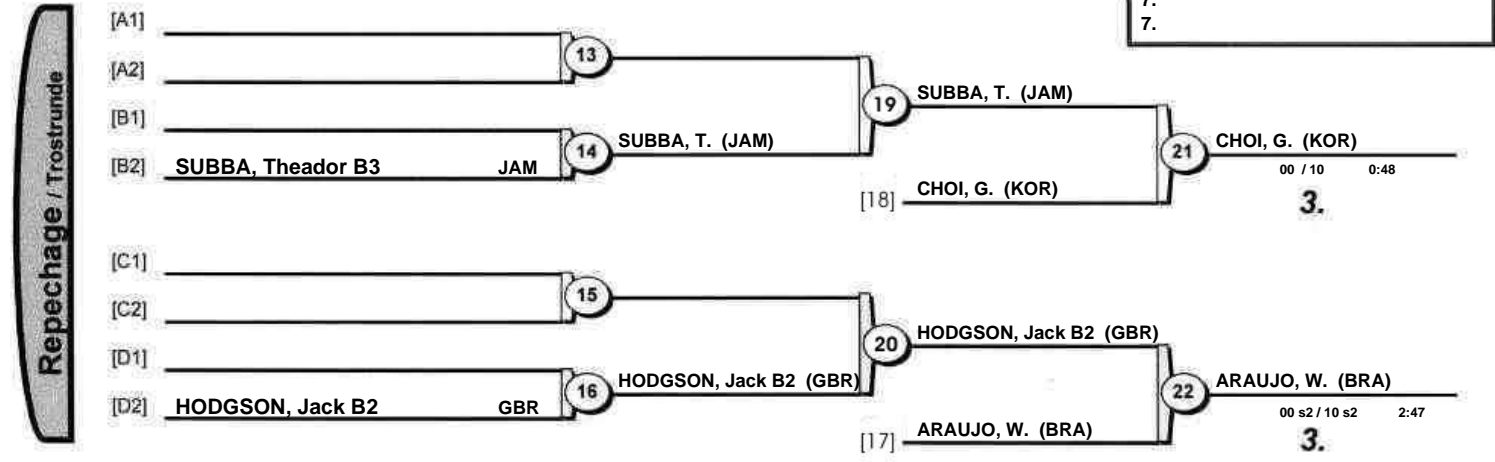 7.
7.
Repechage / Trostrunde
[A1]
13
[A2]
19
SUBBA, T. (JAM)
[B1]
14
SUBBA, T. (JAM)
21
CHOI, G. (KOR)
[B2]
SUBBA, Theador B3 JAM
00 / 10 0:48
[18]
CHOI, G. (KOR)
3.
[C1]
15
[C2]
20
HODGSON, Jack B2 (GBR)
[D1]
16
HODGSON, Jack B2 (GBR)
22
ARAUJO, W. (BRA)
[D2]
HODGSON, Jack B2 GBR
00 s2 / 10 s2 2:47
[17]
ARAUJO, W. (BRA)
3.